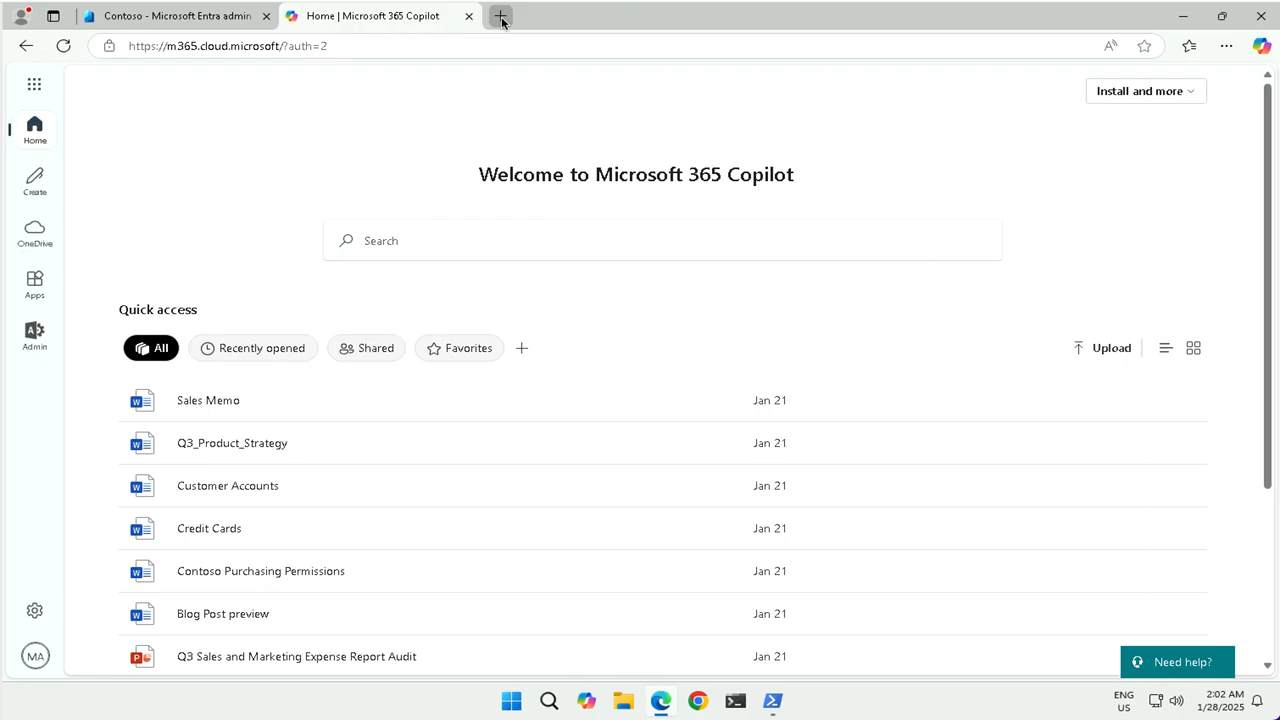 Contoso - Microsoft Entra admin
Home | Microsoft 365 Copilot
https://m365.cloud.microsoft/?auth=2
Install and more
Home
Create
OneDrive
Apps
Admin
Welcome to Microsoft 365 Copilot
Search
Quick access
All
Recently opened
Shared
Favorites
Upload
Sales Memo Jan 21
Q3_Product_Strategy Jan 21
Customer Accounts Jan 21
Credit Cards Jan 21
Contoso Purchasing Permissions Jan 21
Blog Post preview Jan 21
Q3 Sales and Marketing Expense Report Audit Jan 21
MA
Need help?
ENG
US
2:02 AM
1/28/2025